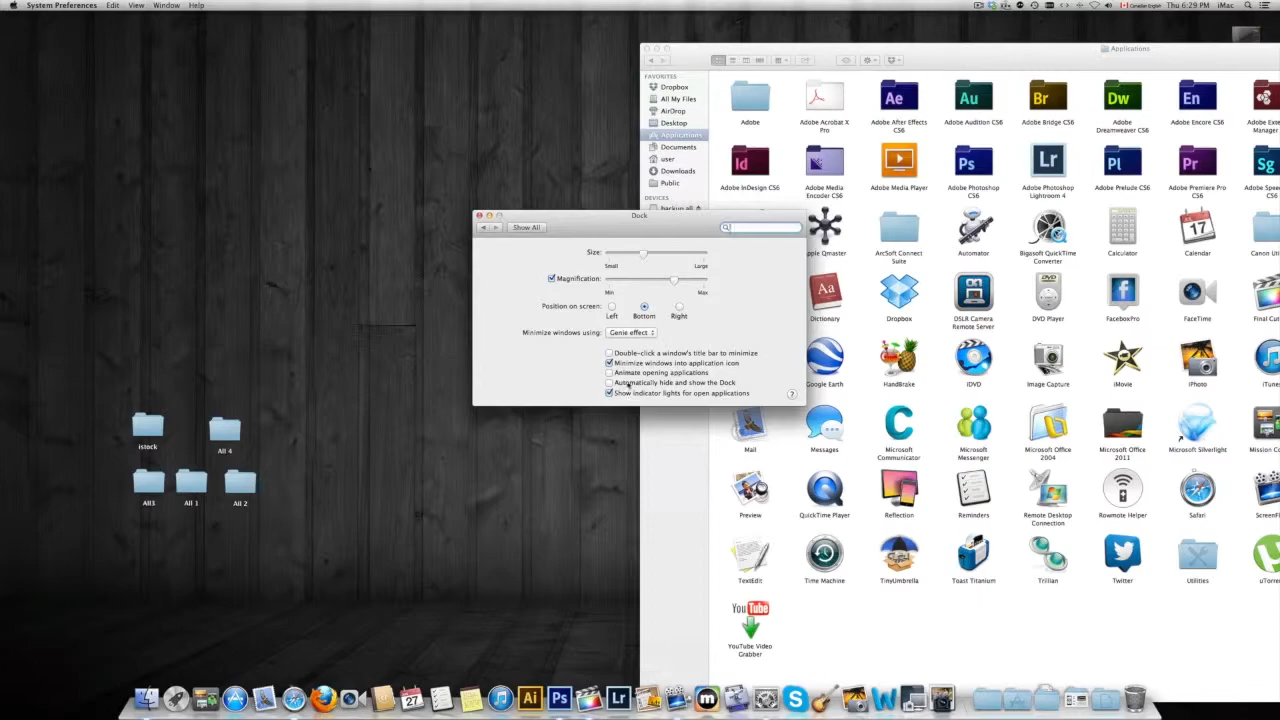 System Preferences Edit View Window Help
Canadian English Thu 6:29 PM iMac
Applications
FAVORITES
Dropbox
All My Files
AirDrop
Desktop
Applications
Documents
user
Downloads
Public
DEVICES
backup all
Adobe
Adobe Acrobat X Pro
Adobe After Effects CS6
Adobe Audition CS6
Adobe Bridge CS6
Adobe Dreamweaver CS6
Adobe Encore CS6
Adobe InDesign CS6
Adobe Media Encoder CS6
Adobe Media Player
Adobe Photoshop CS6
Adobe Photoshop Lightroom 4
Adobe Prelude CS6
Adobe Premiere Pro CS6
ArcSoft Connect Suite
Automator
Bigasoft QuickTime Converter
Calculator
Calendar
Dictionary
Dropbox
DSLR Camera Remote Server
DVD Player
FaceboxPro
FaceTime
Google Earth
HandBrake
iDVD
Image Capture
iMovie
iPhoto
Mail
Messages
Microsoft Communicator
Microsoft Messenger
Microsoft Office 2004
Microsoft Office 2011
Microsoft Silverlight
Preview
QuickTime Player
Reflection
Reminders
Remote Desktop Connection
Rowmote Helper
Safari
TextEdit
Time Machine
TinyUmbrella
Toast Titanium
Trillian
Twitter
Utilities
YouTube Video Grabber
Dock
Show All
Size:
Small Large
Magnification:
Min Max
Position on screen:
Left Bottom Right
Minimize windows using: Genie effect
Double-click a window's title bar to minimize
Minimize windows into application icon
Animate opening applications
Automatically hide and show the Dock
Show indicator lights for open applications
?
istock
All 4
All3
All 1
All 2